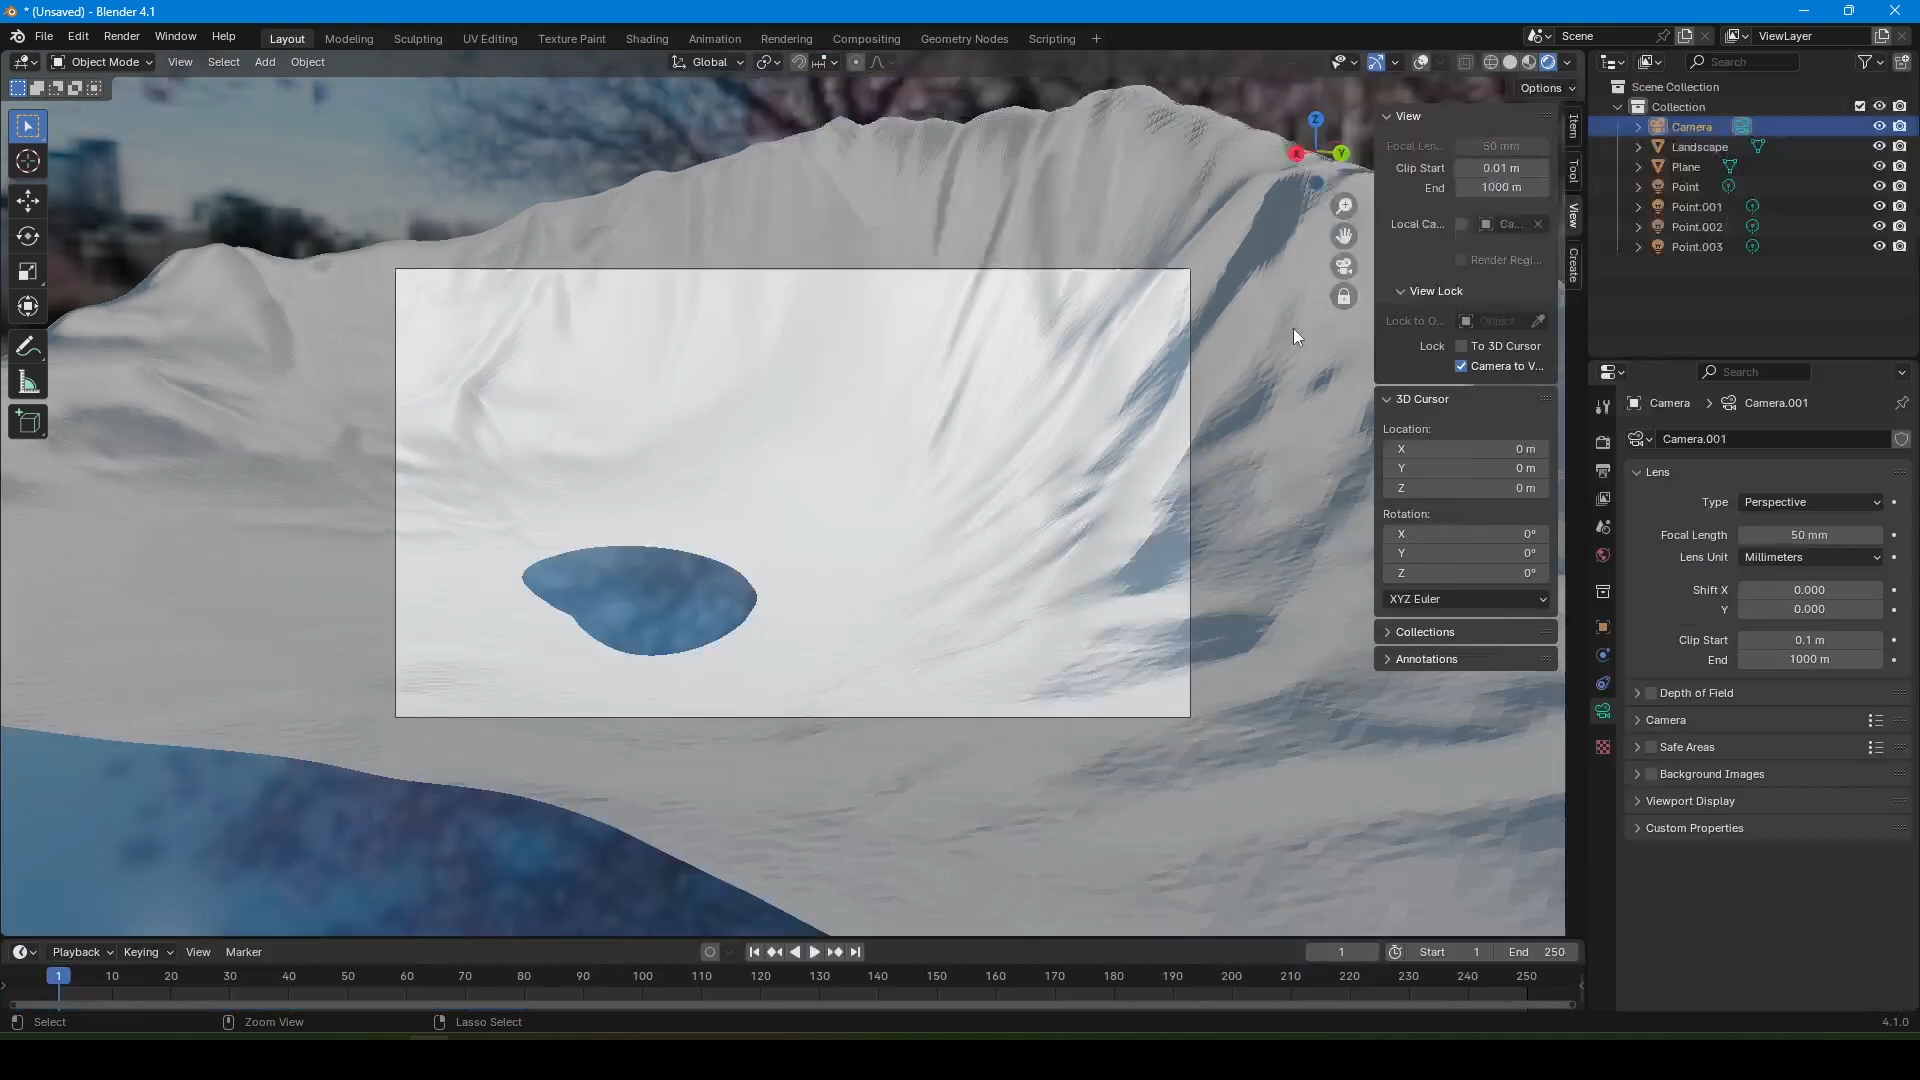 * (Unsaved) - Blender 4.1
File Edit Render Window Help
Layout Modeling Sculpting UV Editing Texture Paint Shading Animation Rendering Compositing Geometry Nodes Scripting +
Scene
ViewLayer
Object Mode View Select Add Object
Global
Search
Options
Scene Collection
Collection
Camera
Landscape
Plane
Point
Point.001
Point.002
Point.003
Z
X
Y
View
Focal Len... 50 mm
Clip Start 0.01 m
End 1000 m
Local Ca... Ca...
Render Regi...
View Lock
Lock to O... Object
Lock To 3D Cursor
Camera to V...
3D Cursor
Location:
X 0 m
Y 0 m
Z 0 m
Rotation:
X 0°
Y 0°
Z 0°
XYZ Euler
Collections
Annotations
Item
Tool
View
Create
Search
Camera > Camera.001
Camera.001
Lens
Type Perspective
Focal Length 50 mm
Lens Unit Millimeters
Shift X 0.000
Y 0.000
Clip Start 0.1 m
End 1000 m
Depth of Field
Camera
Safe Areas
Background Images
Viewport Display
Custom Properties
Playback Keying View Marker
1 Start 1 End 250
1 10 20 30 40 50 60 70 80 90 100 110 120 130 140 150 160 170 180 190 200 210 220 230 240 250
Select Zoom View Lasso Select
4.1.0